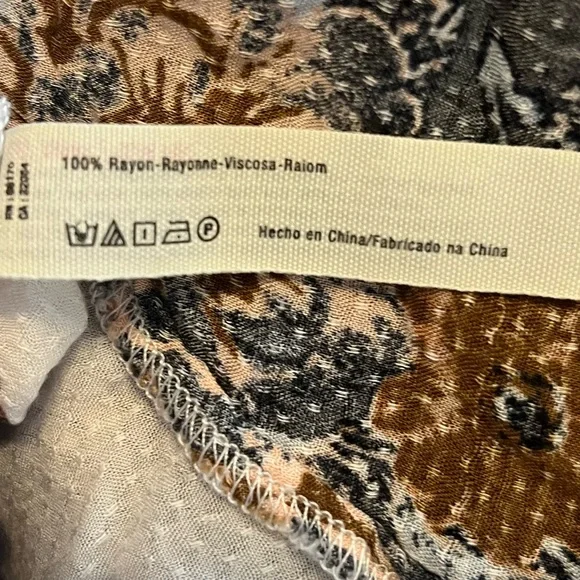 100% Rayon-Rayonne-Viscosa-Raiom
Hecho en China/Fabricado na China